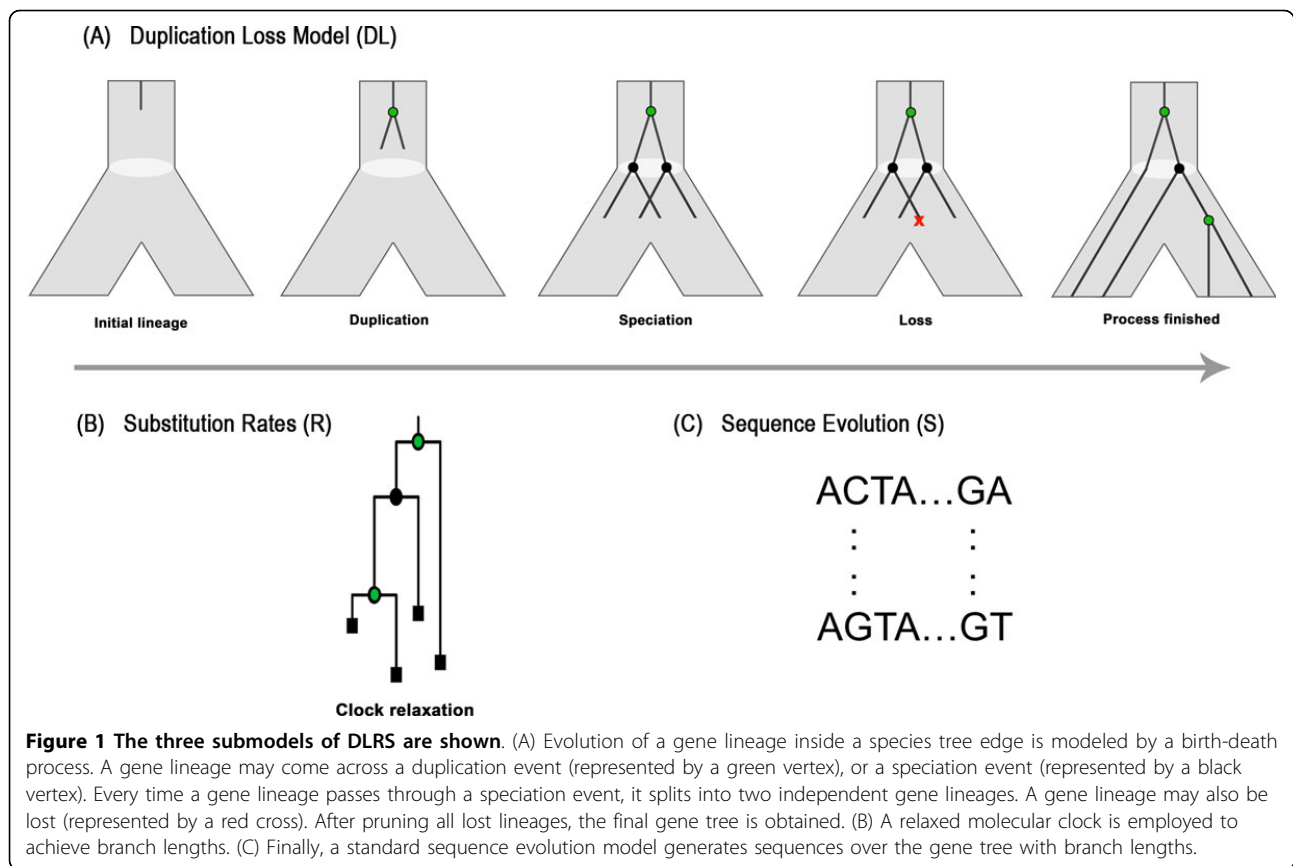 (A) Duplication Loss Model (DL)
Initial lineage
Duplication
Speciation
Loss
Process finished
(B) Substitution Rates (R)
Clock relaxation
(C) Sequence Evolution (S)
ACTA...GA
AGTA...GT
Figure 1 The three submodels of DLRS are shown. (A) Evolution of a gene lineage inside a species tree edge is modeled by a birth-death
process. A gene lineage may come across a duplication event (represented by a green vertex), or a speciation event (represented by a black
vertex). Every time a gene lineage passes through a speciation event, it splits into two independent gene lineages. A gene lineage may also be
lost (represented by a red cross). After pruning all lost lineages, the final gene tree is obtained. (B) A relaxed molecular clock is employed to
achieve branch lengths. (C) Finally, a standard sequence evolution model generates sequences over the gene tree with branch lengths.